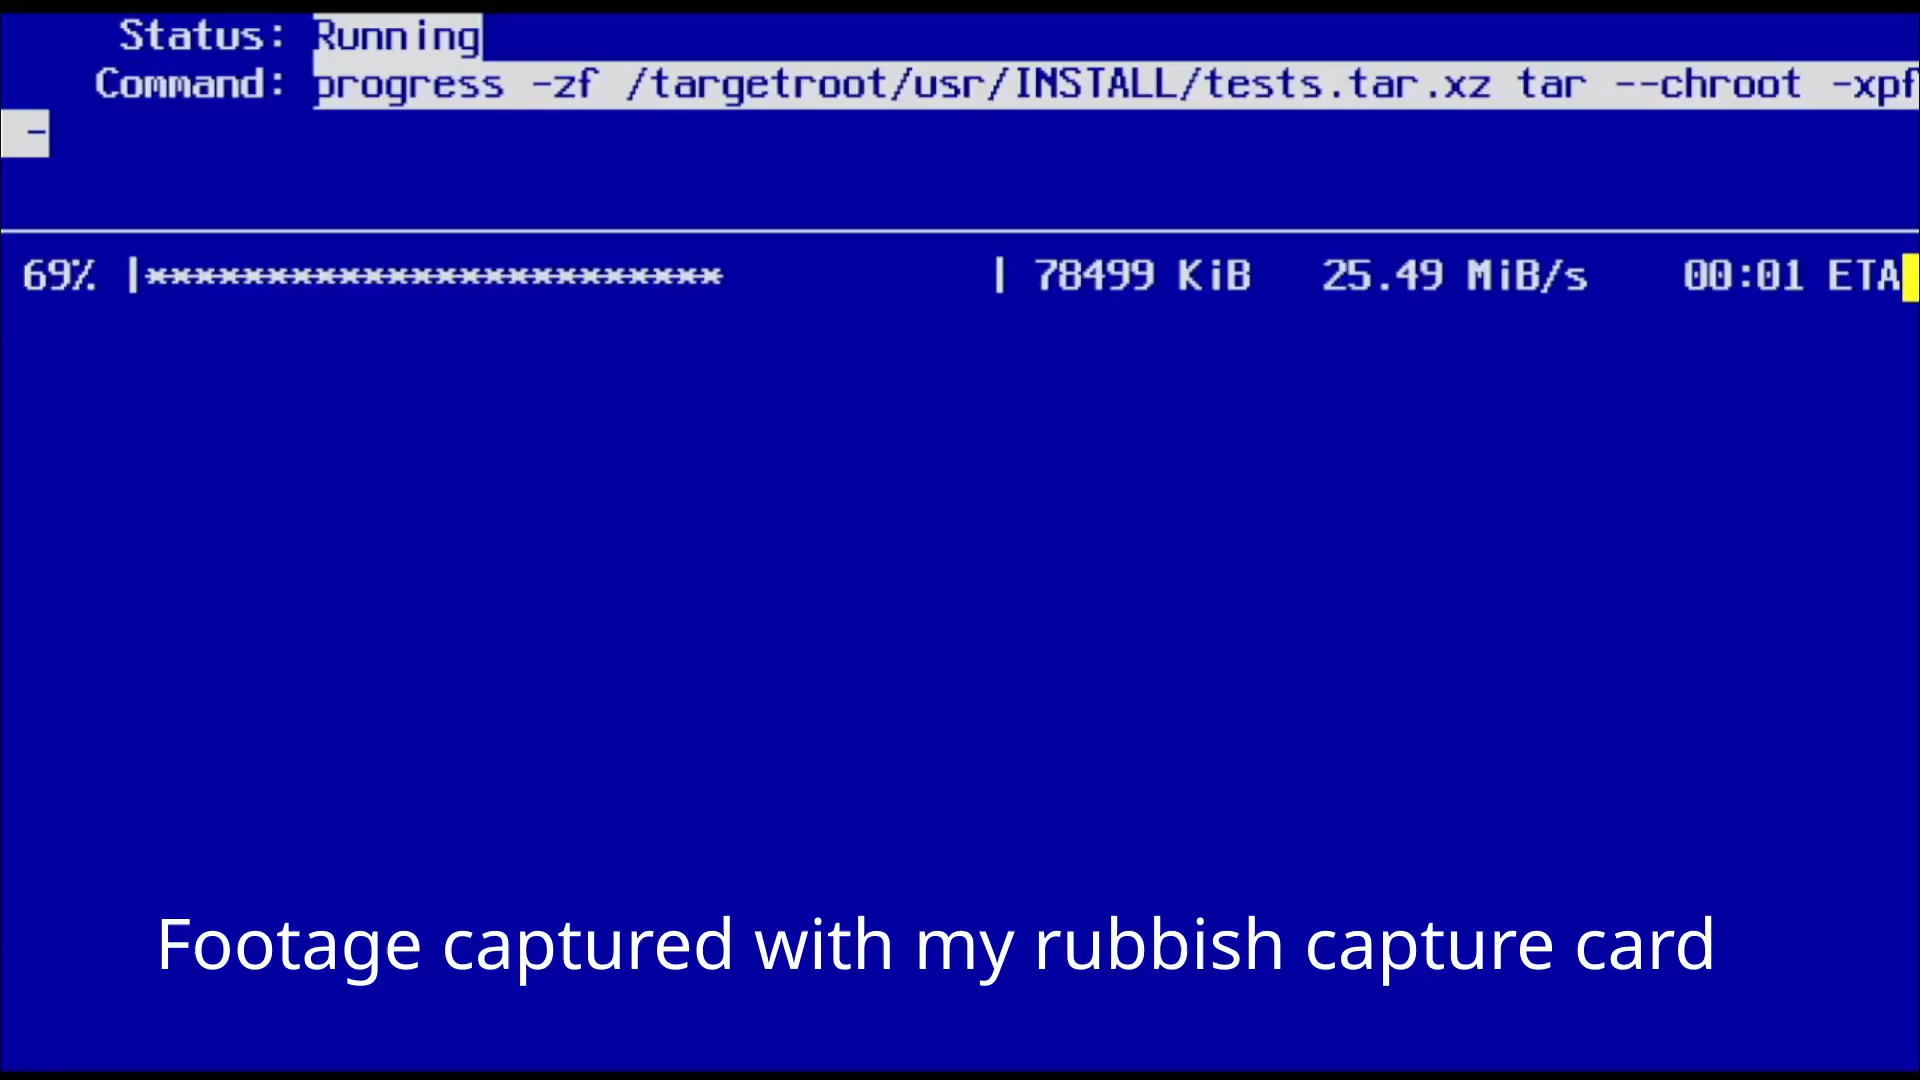 Status: Running
Command: progress -zf /targetroot/usr/INSTALL/tests.tar.xz tar --chroot -xpf
-
69% |************************ | 78499 KiB 25.49 MiB/s 00:01 ETA
Footage captured with my rubbish capture card